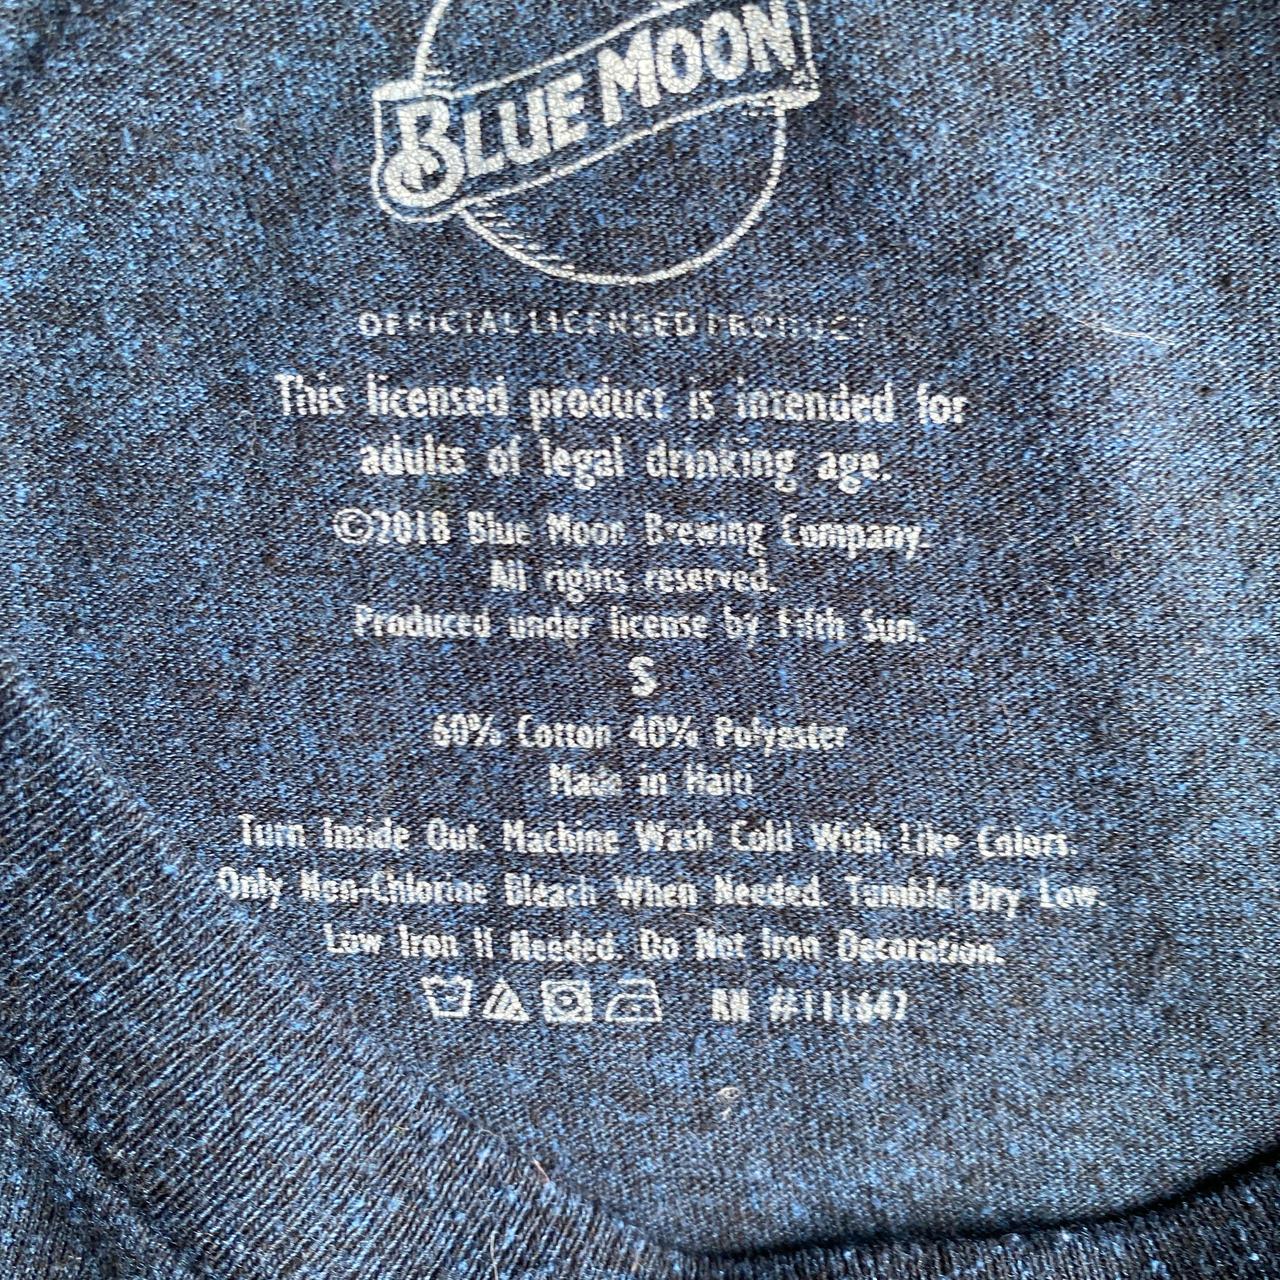 BLUE MOON
OFFICIAL LICENSED PRODUCT
This licensed product is intended for
adults of legal drinking age.
©2018 Blue Moon Brewing Company.
All rights reserved.
Produced under license by Fifth Sun.
S
60% Cotton 40% Polyester
Made in Haiti
Turn Inside Out. Machine Wash Cold With Like Colors.
Only Non-Chlorine Bleach When Needed. Tumble Dry Low.
Low Iron If Needed. Do Not Iron Decoration.
RN #111647